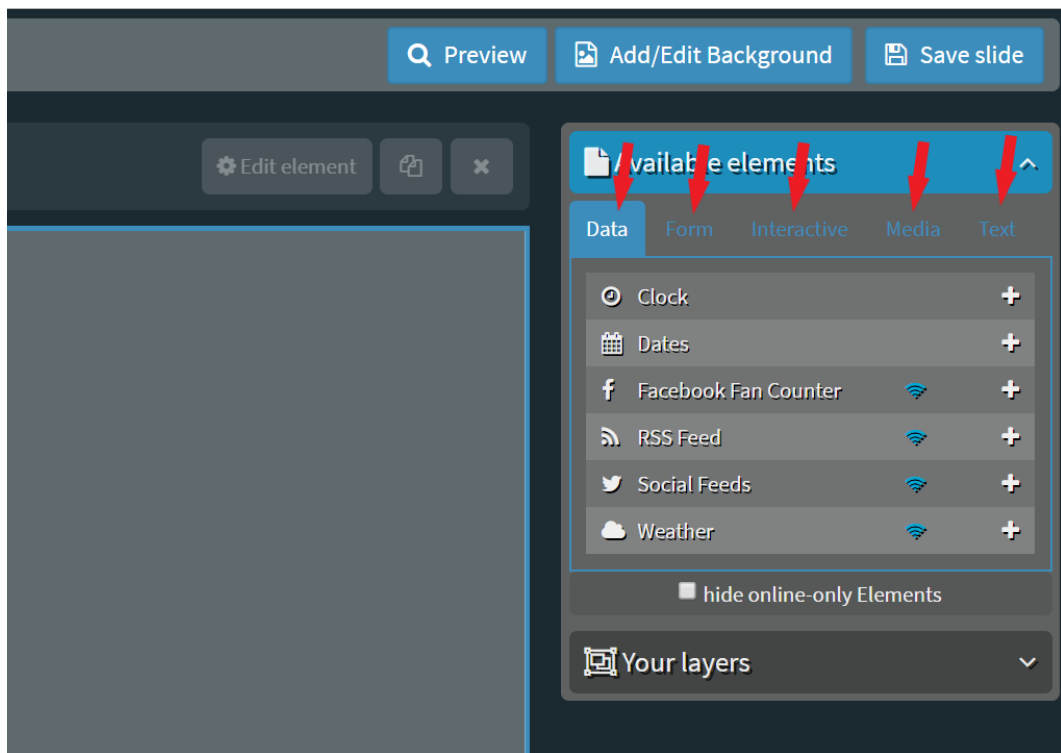 Preview Add/Edit Background Save slide
Edit element
Available elements
Data Form Interactive Media Text
Clock
Dates
Facebook Fan Counter
RSS Feed
Social Feeds
Weather
hide online-only Elements
Your layers